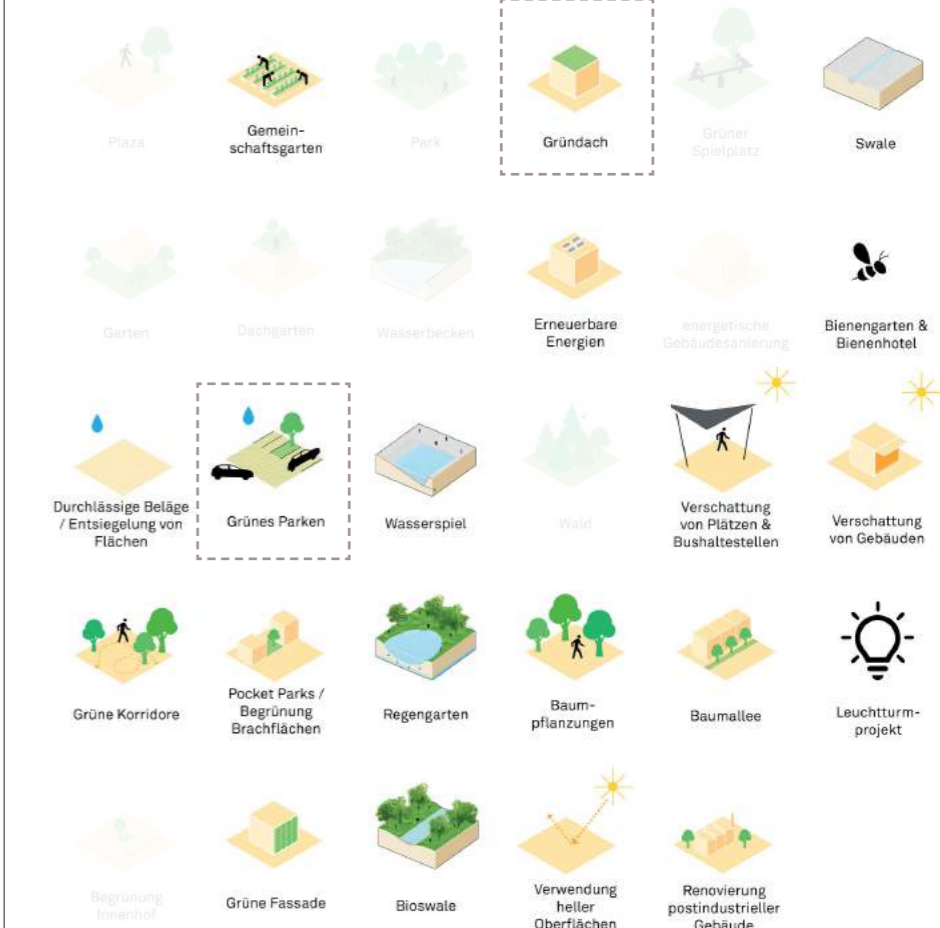 Plaza
Gemein-
schaftsgarten
Park
Gründach
Grüner
Spielplatz
Swale
Garten
Dachgarten
Wasserbecken
Erneuerbare
Energien
energetische
Gebäudesanierung
Bienengarten &
Bienenhotel
Durchlässige Beläge
/ Entsiegelung von
Flächen
Grünes Parken
Wasserspiel
Wald
Verschattung
von Plätzen &
Bushaltestellen
Verschattung
von Gebäuden
Grüne Korridore
Pocket Parks /
Begrünung
Brachflächen
Regengarten
Baum-
pflanzungen
Baumallee
Leuchtturm-
projekt
Begrünung
Innenhof
Grüne Fassade
Bioswale
Verwendung
heller
Oberflächen
Renovierung
postindustrieller
Gebäude